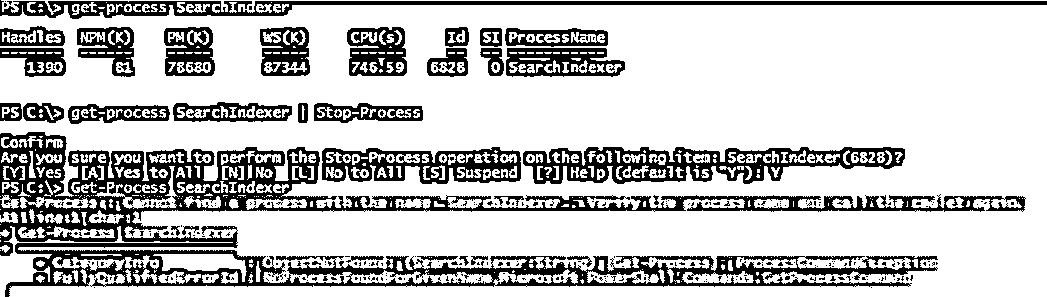 PS C:\> get-process SearchIndexer
Handles NPM(K) PM(K) WS(K) CPU(s) Id SI ProcessName
------- ------ ----- ----- ------ -- -- -----------
1390 81 78680 87344 746.59 6828 0 SearchIndexer
PS C:\> get-process SearchIndexer | Stop-Process
Confirm
Are you sure you want to perform the Stop-Process operation on the following item: SearchIndexer(6828)?
[Y] Yes [A] Yes to All [N] No [L] No to All [S] Suspend [?] Help (default is "Y"): Y
PS C:\> Get-Process SearchIndexer
Get-Process : Cannot find a process with the name "SearchIndexer". Verify the process name and call the cmdlet again.
At line:1 char:1
+ Get-Process SearchIndexer
+ ~~~~~~~~~~~~~~~~~~~~~~~~~
+ CategoryInfo : ObjectNotFound: (SearchIndexer:String) [Get-Process], ProcessCommandException
+ FullyQualifiedErrorId : NoProcessFoundForGivenName,Microsoft.PowerShell.Commands.GetProcessCommand